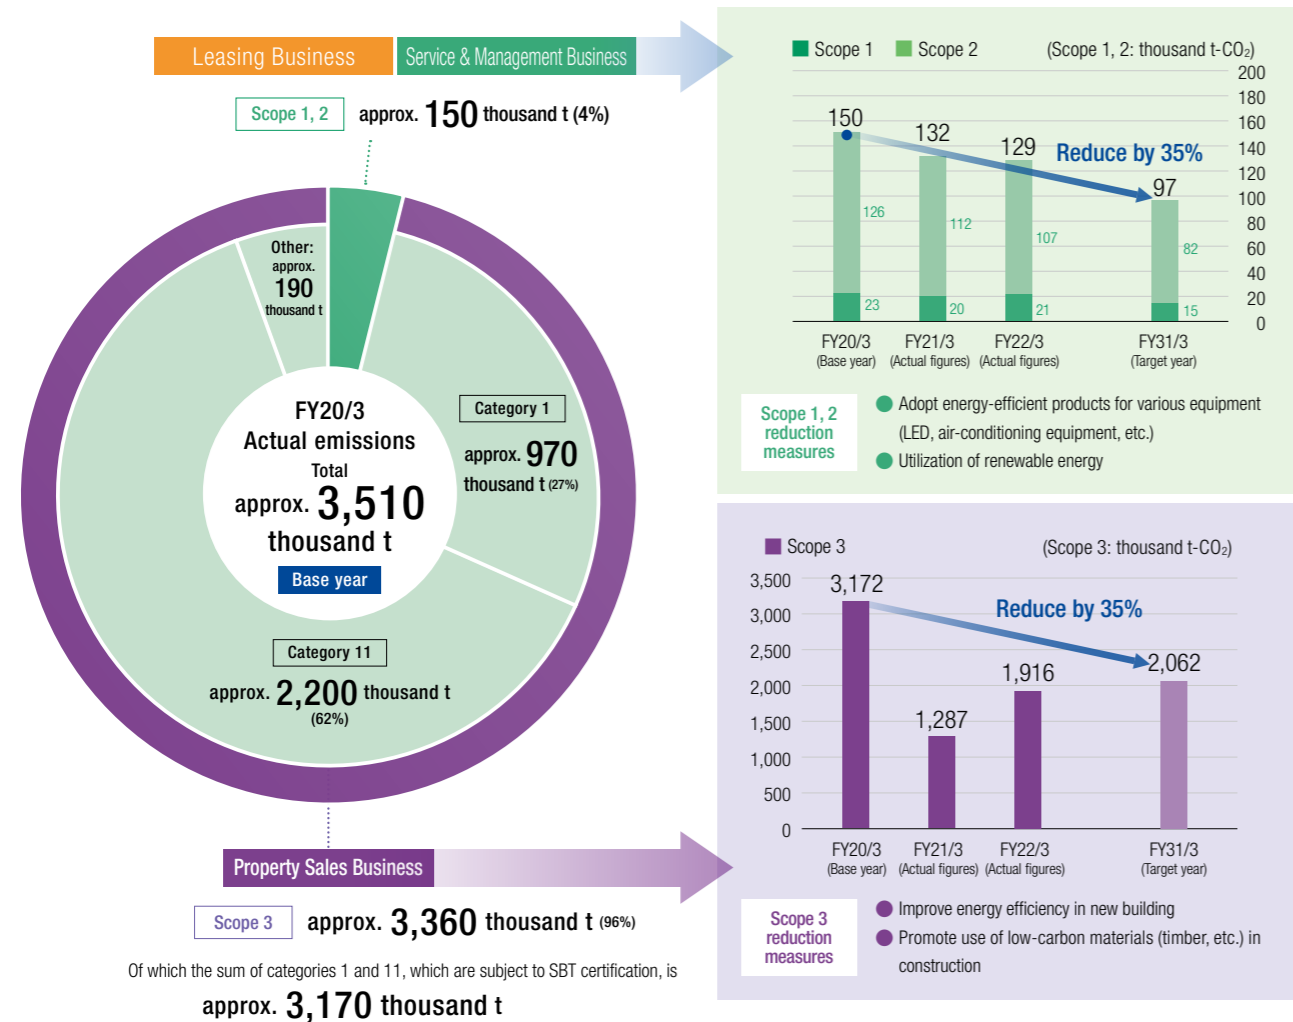 Leasing Business
Service & Management Business
Scope 1, 2
approx. 150 thousand t (4%)
Other:
approx.
190
thousand t
FY20/3
Actual emissions
Total
approx. 3,510
thousand t
Base year
Category 1
approx. 970
thousand t (27%)
Category 11
approx. 2,200 thousand t
(62%)
Property Sales Business
Scope 3
approx. 3,360 thousand t (96%)
Of which the sum of categories 1 and 11, which are subject to SBT certification, is
approx. 3,170 thousand t
Scope 1
Scope 2
(Scope 1, 2: thousand t-CO₂)
200
180
160
140
120
100
80
60
40
20
0
150
132
129
97
Reduce by 35%
126
112
107
82
23
20
21
15
FY20/3
(Base year)
FY21/3
(Actual figures)
FY22/3
(Actual figures)
FY31/3
(Target year)
Scope 1, 2
reduction
measures
Adopt energy-efficient products for various equipment
(LED, air-conditioning equipment, etc.)
Utilization of renewable energy
Scope 3
(Scope 3: thousand t-CO₂)
3,500
3,000
2,500
2,000
1,500
1,000
500
0
3,172
1,287
1,916
2,062
Reduce by 35%
FY20/3
(Base year)
FY21/3
(Actual figures)
FY22/3
(Actual figures)
FY31/3
(Target year)
Scope 3
reduction
measures
Improve energy efficiency in new building
Promote use of low-carbon materials (timber, etc.) in
construction